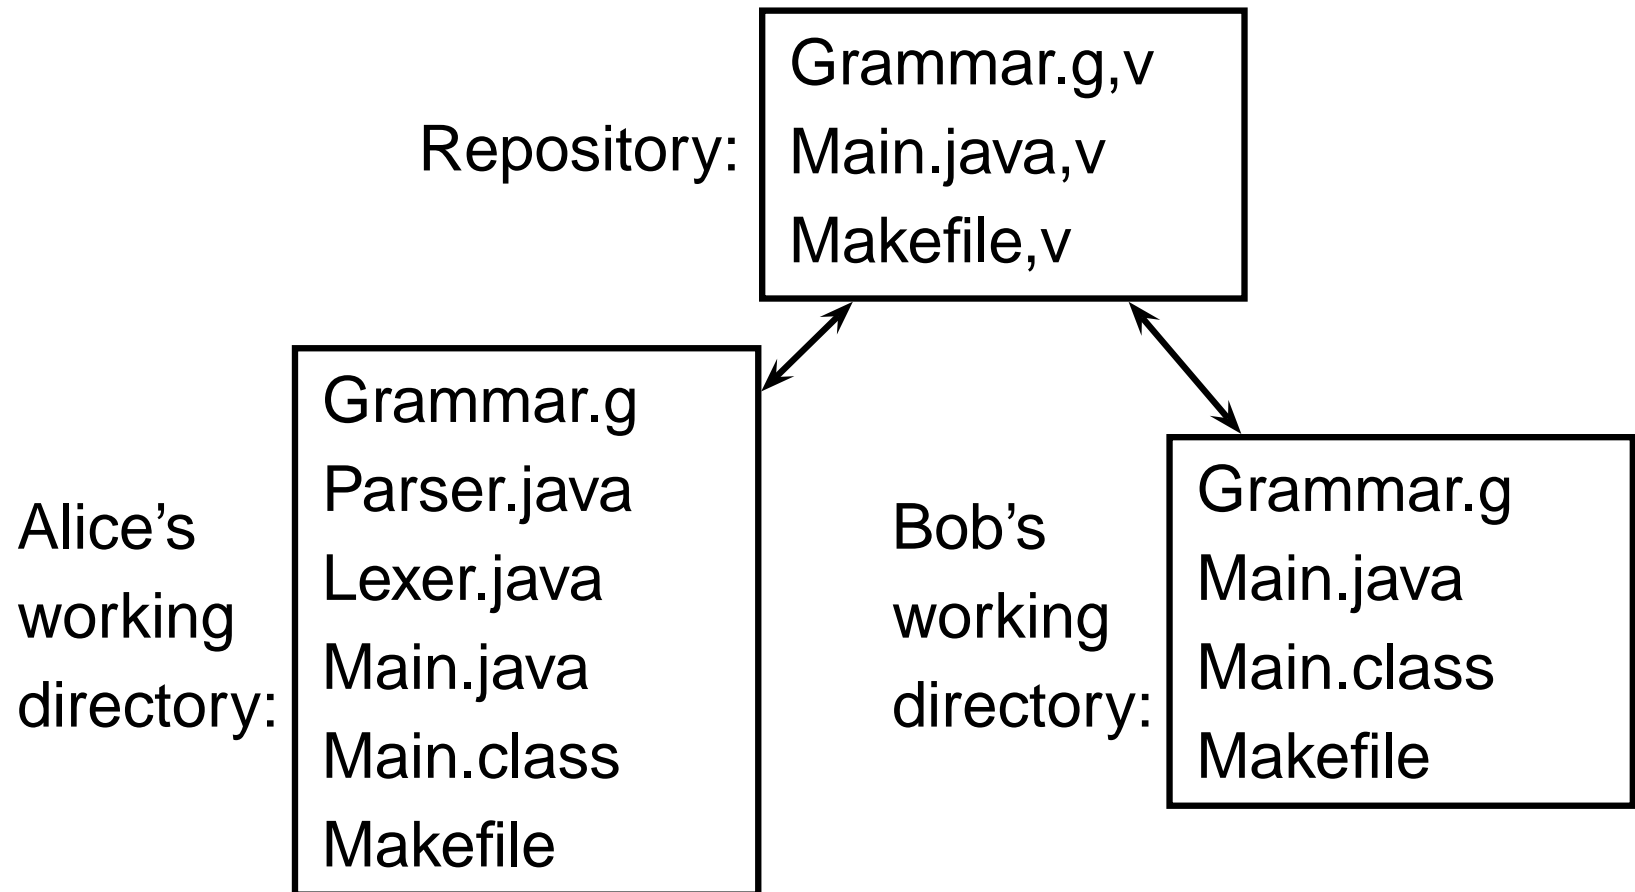 Repository:
Grammar.g,v
Main.java,v
Makefile,v
Alice’s
working
directory:
Grammar.g
Parser.java
Lexer.java
Main.java
Main.class
Makefile
Bob’s
working
directory:
Grammar.g
Main.java
Main.class
Makefile